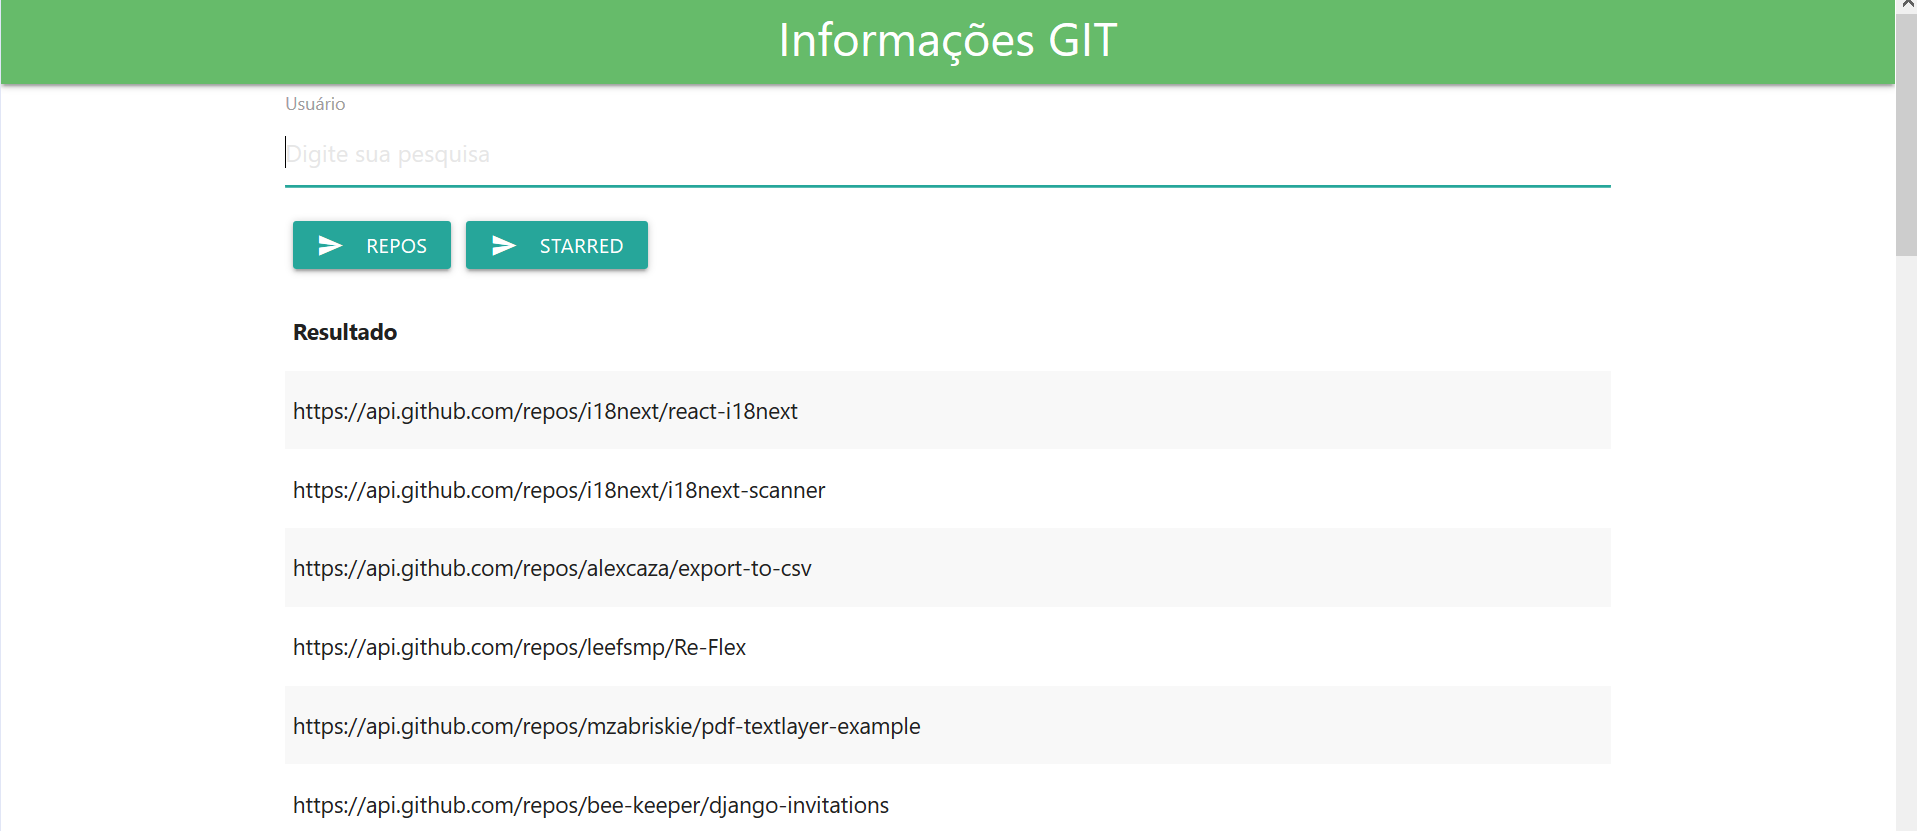 Informações GIT
Usuário
Digite sua pesquisa
REPOS STARRED
Resultado
https://api.github.com/repos/i18next/react-i18next
https://api.github.com/repos/i18next/i18next-scanner
https://api.github.com/repos/alexcaza/export-to-csv
https://api.github.com/repos/leefsmp/Re-Flex
https://api.github.com/repos/mzabriskie/pdf-textlayer-example
https://api.github.com/repos/bee-keeper/django-invitations